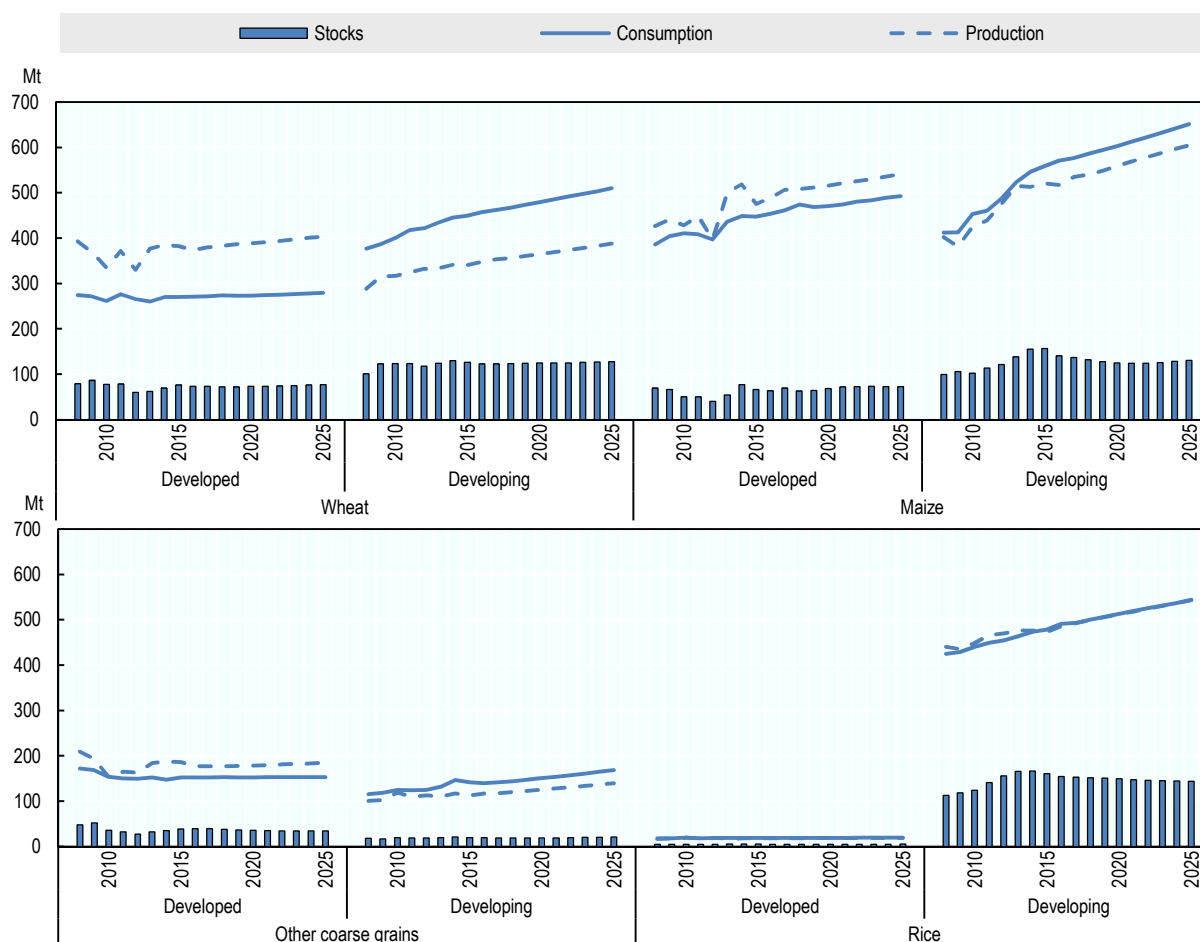 Stocks Consumption Production
Mt
700
600
500
400
300
200
100
0
2010 2015 2020 2025 2010 2015 2020 2025 2010 2015 2020 2025 2010 2015 2020 2025
Developed Developing Developed Developing
Wheat Maize
Mt
700
600
500
400
300
200
100
0
2010 2015 2020 2025 2010 2015 2020 2025 2010 2015 2020 2025 2010 2015 2020 2025
Developed Developing Developed Developing
Other coarse grains Rice